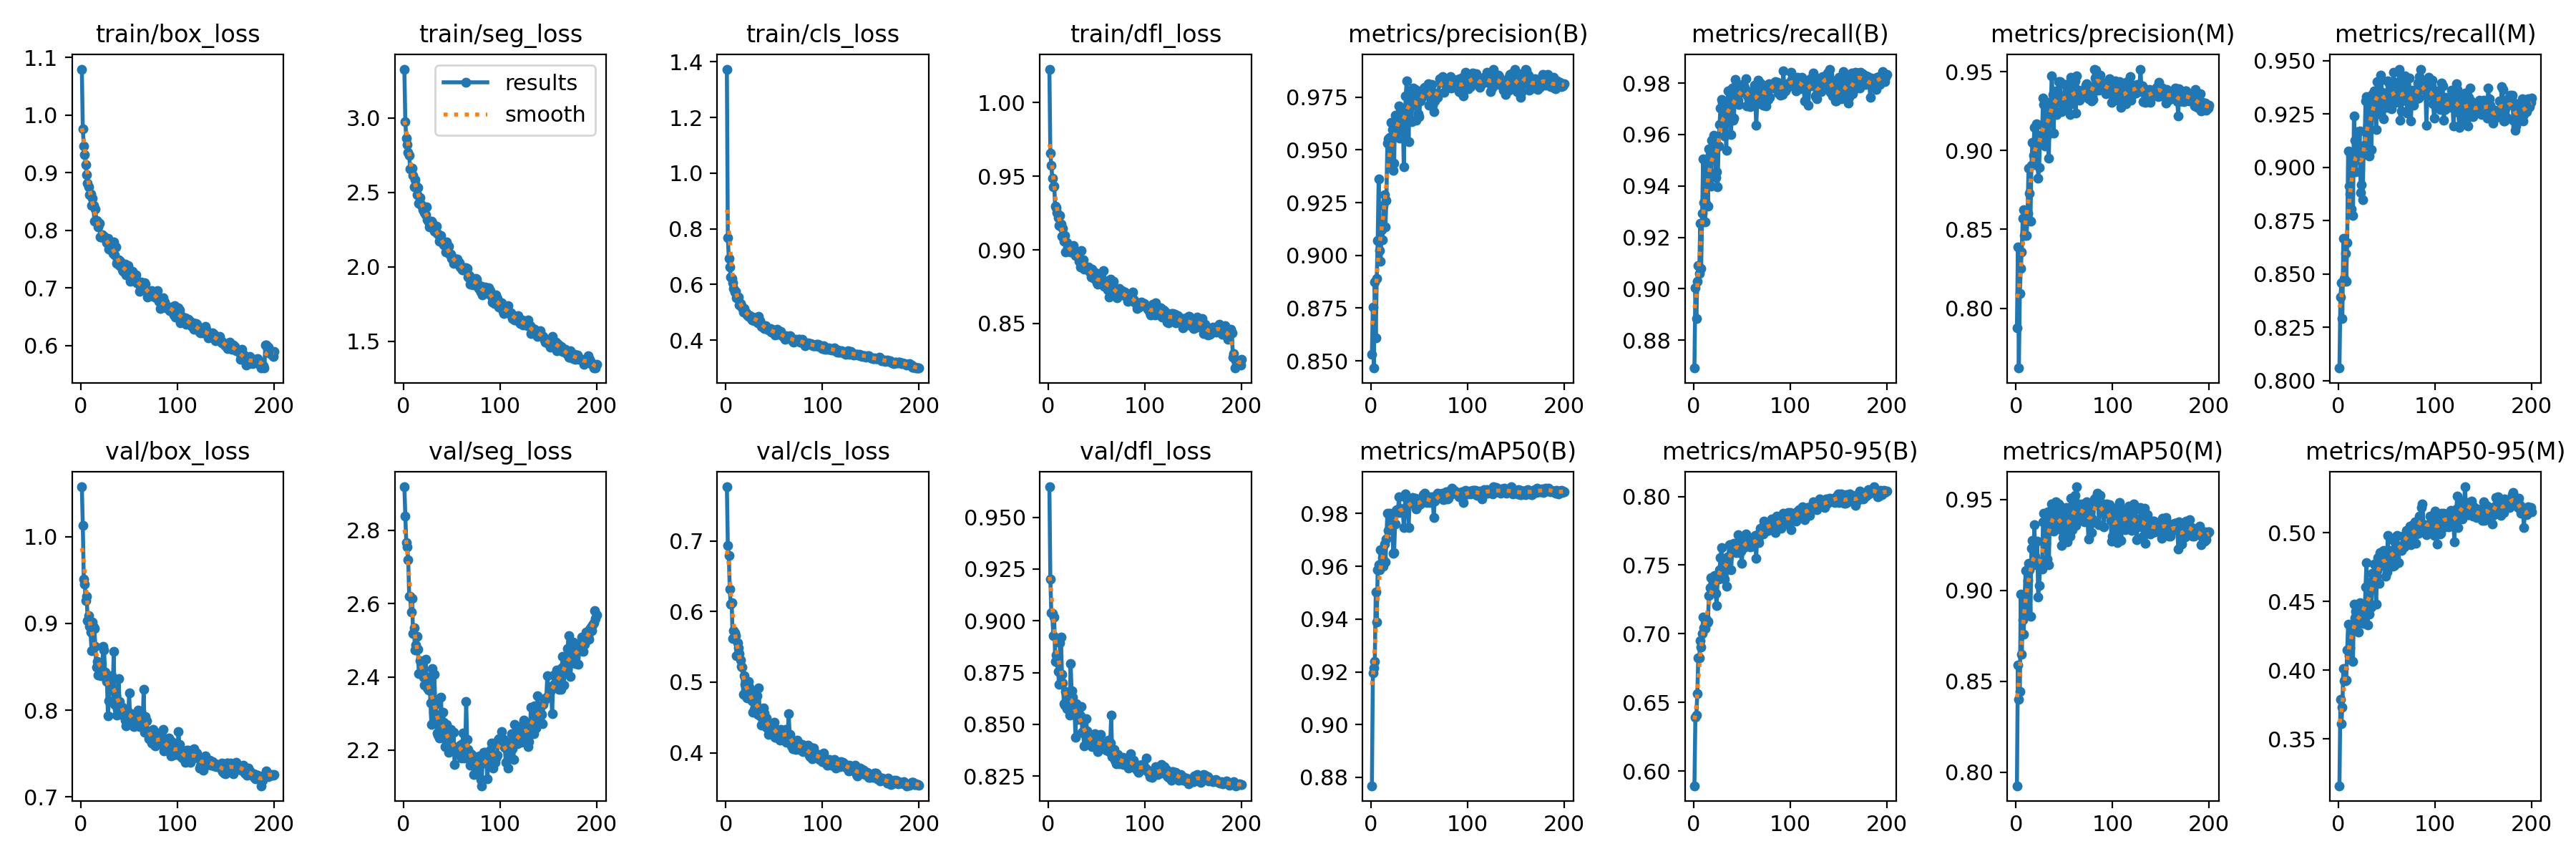 train/box_loss
1.1
1.0
0.9
0.8
0.7
0.6
0 100 200
train/seg_loss
results
smooth
3.0
2.5
2.0
1.5
0 100 200
train/cls_loss
1.4
1.2
1.0
0.8
0.6
0.4
0 100 200
train/dfl_loss
1.00
0.95
0.90
0.85
0 100 200
metrics/precision(B)
0.975
0.950
0.925
0.900
0.875
0.850
0 100 200
metrics/recall(B)
0.98
0.96
0.94
0.92
0.90
0.88
0 100 200
metrics/precision(M)
0.95
0.90
0.85
0.80
0 100 200
metrics/recall(M)
0.950
0.925
0.900
0.875
0.850
0.825
0.800
0 100 200
val/box_loss
1.0
0.9
0.8
0.7
0 100 200
val/seg_loss
2.8
2.6
2.4
2.2
0 100 200
val/cls_loss
0.7
0.6
0.5
0.4
0 100 200
val/dfl_loss
0.950
0.925
0.900
0.875
0.850
0.825
0 100 200
metrics/mAP50(B)
0.98
0.96
0.94
0.92
0.90
0.88
0 100 200
metrics/mAP50-95(B)
0.80
0.75
0.70
0.65
0.60
0 100 200
metrics/mAP50(M)
0.95
0.90
0.85
0.80
0 100 200
metrics/mAP50-95(M)
0.50
0.45
0.40
0.35
0 100 200